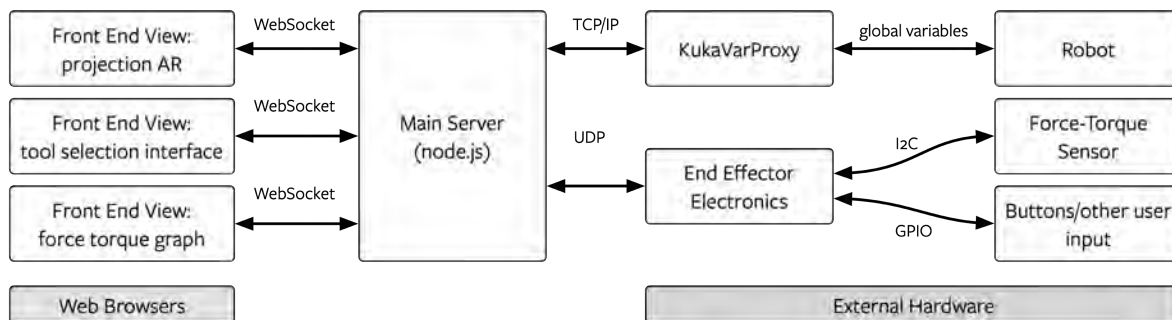 WebSocket
Front End View:
projection AR
WebSocket
Front End View:
tool selection interface
WebSocket
Front End View:
force torque graph
Main Server
(node.js)
TCP/IP
UDP
KukaVarProxy
global variables
Robot
End Effector
Electronics
I2C
Force-Torque
Sensor
GPIO
Buttons/other user
input
Web Browsers
External Hardware